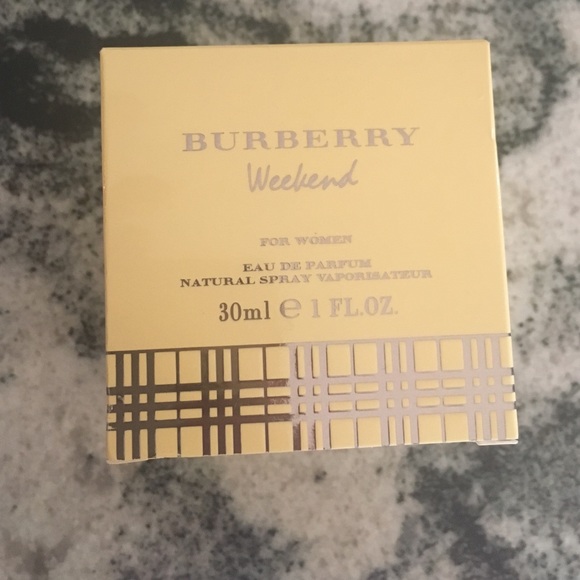 BURBERRY
Weekend
FOR WOMEN
EAU DE PARFUM
NATURAL SPRAY VAPORISATEUR
30ml ℮ 1 FL.OZ.